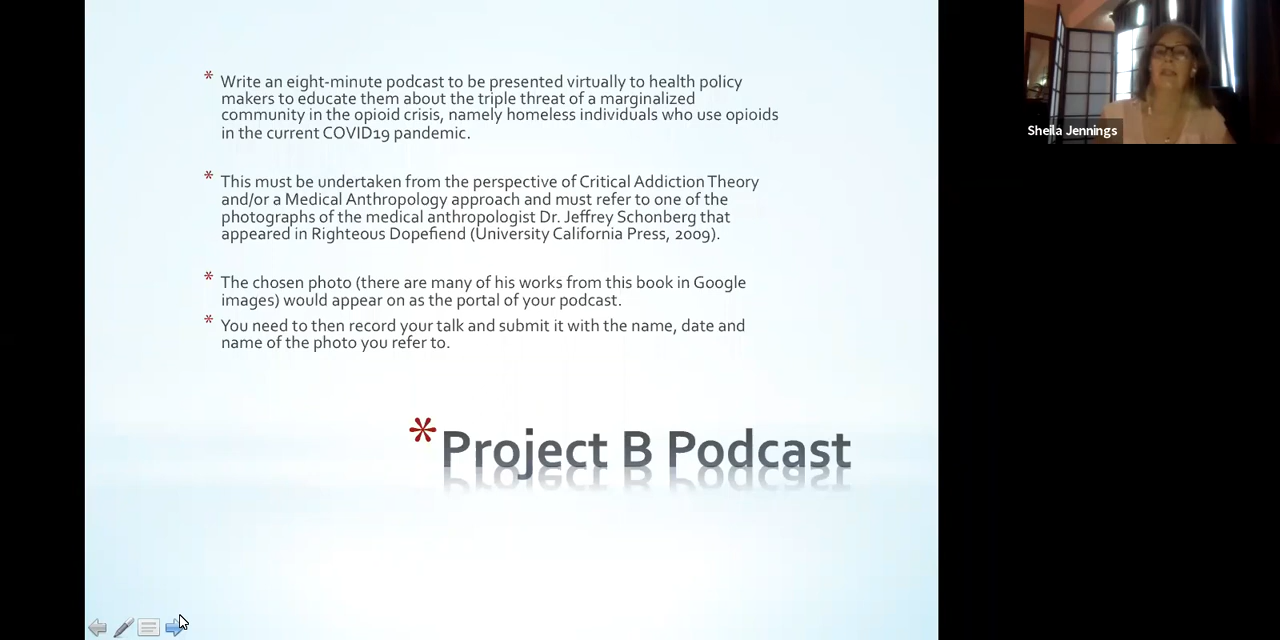 * Write an eight-minute podcast to be presented virtually to health policy
makers to educate them about the triple threat of a marginalized
community in the opioid crisis, namely homeless individuals who use opioids
in the current COVID19 pandemic.
* This must be undertaken from the perspective of Critical Addiction Theory
and/or a Medical Anthropology approach and must refer to one of the
photographs of the medical anthropologist Dr. Jeffrey Schonberg that
appeared in Righteous Dopefiend (University California Press, 2009).
* The chosen photo (there are many of his works from this book in Google
images) would appear on as the portal of your podcast.
* You need to then record your talk and submit it with the name, date and
name of the photo you refer to.
*Project B Podcast
Sheila Jennings